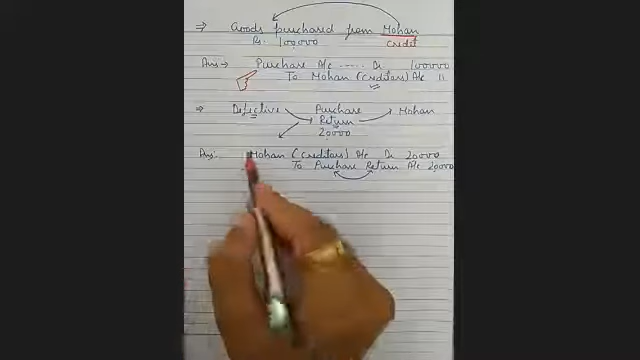 ⇒ Goods purchased from Mohan
Rs. 100000 Credit
Ans → Purchase A/c ..... Dr 100000
To Mohan (Creditors) A/c 11
⇒ Defective Purchase Mohan
Return
20000
Ans: Mohan (Creditors) A/c Dr 20000
To Purchase Return A/c 20000